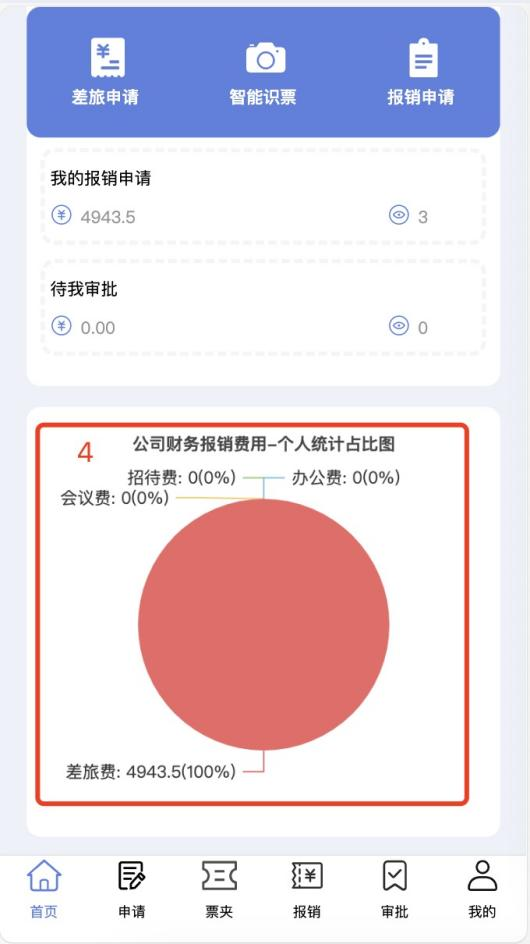 差旅申请 智能识票 报销申请
我的报销申请
¥ 4943.5 3
待我审批
¥ 0.00 0
4 公司财务报销费用-个人统计占比图
招待费: 0(0%) 办公费: 0(0%)
会议费: 0(0%)
差旅费: 4943.5(100%)
首页 申请 票夹 报销 审批 我的